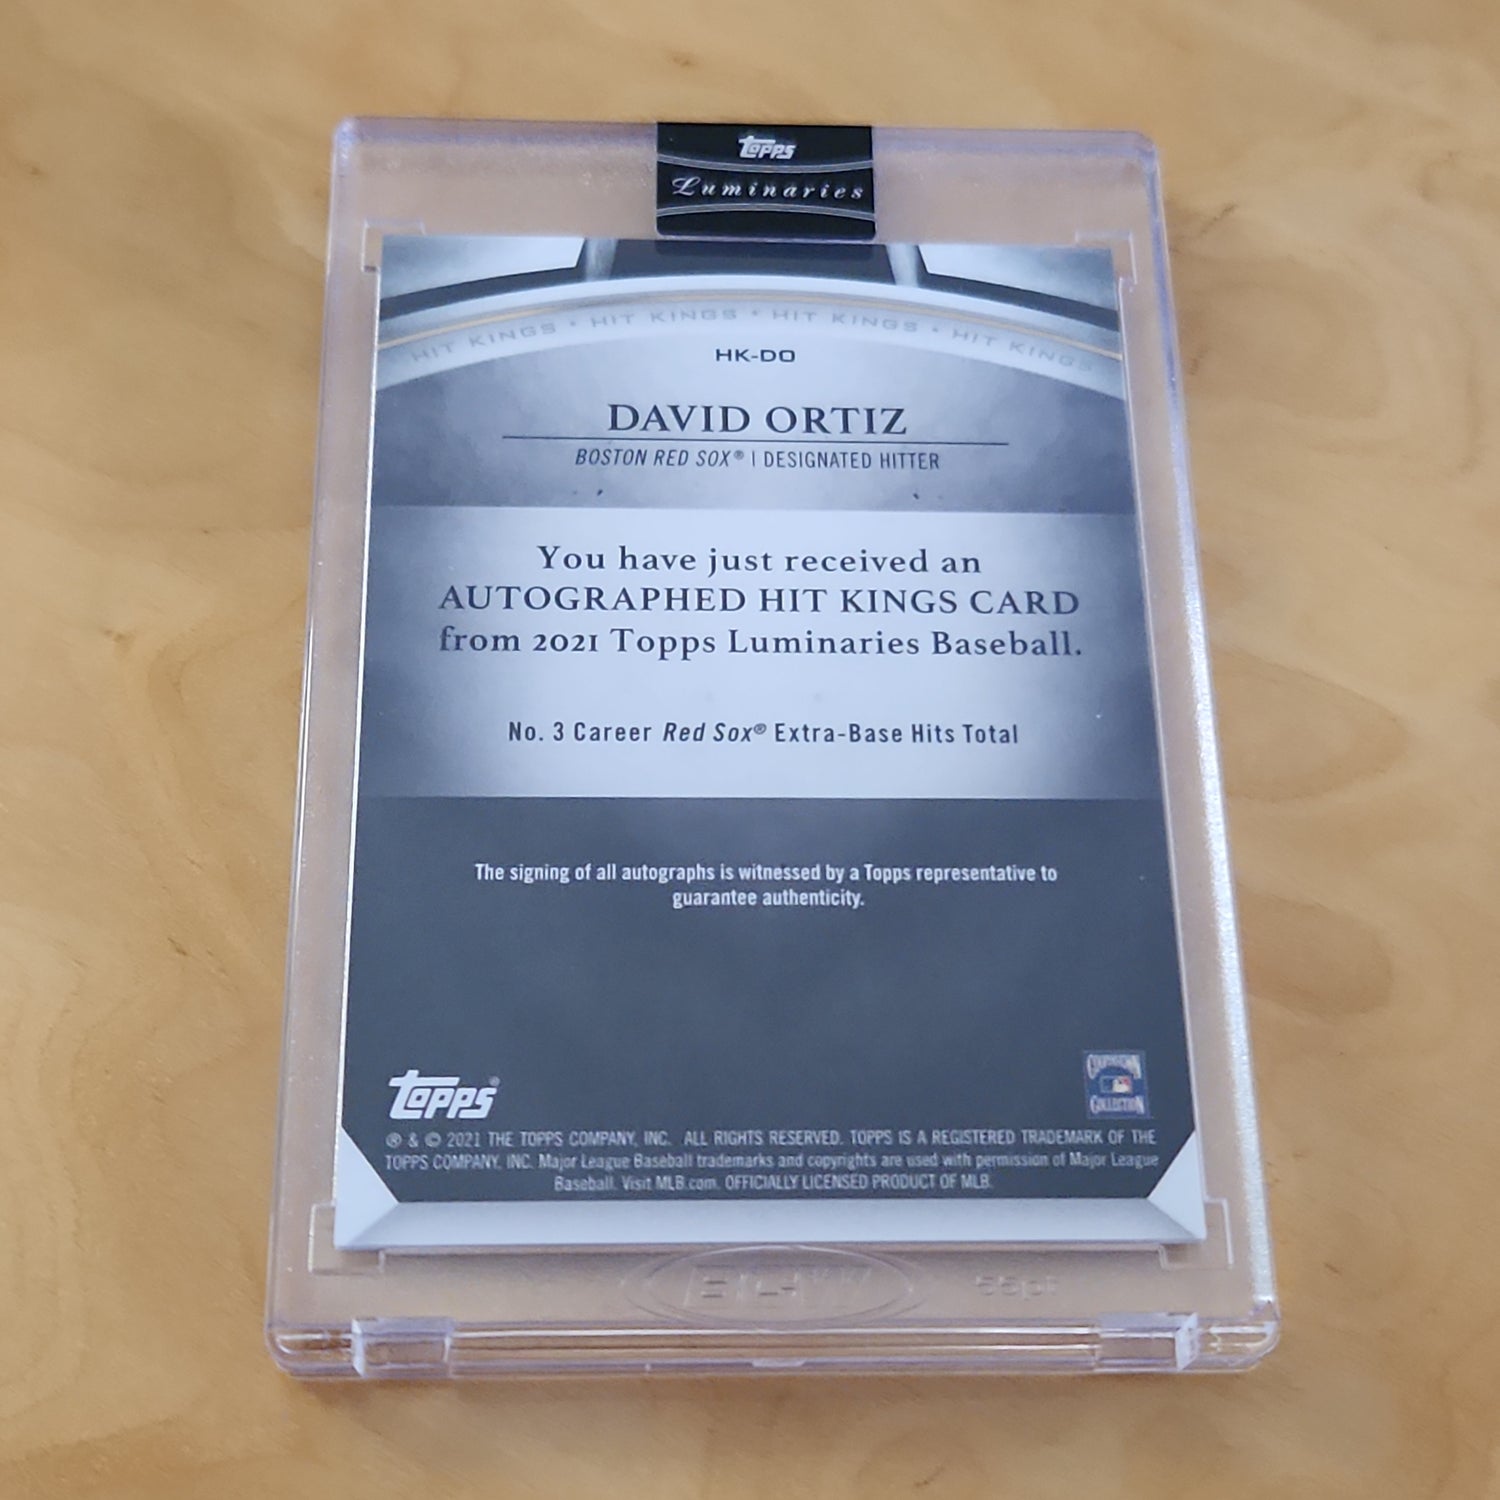 Topps
Luminaries
HIT KINGS • HIT KINGS • HIT KINGS • HIT KINGS
HK-DO
DAVID ORTIZ
BOSTON RED SOX® | DESIGNATED HITTER
You have just received an
AUTOGRAPHED HIT KINGS CARD
from 2021 Topps Luminaries Baseball.
No. 3 Career Red Sox® Extra-Base Hits Total
The signing of all autographs is witnessed by a Topps representative to
guarantee authenticity.
Topps®
COOPERSTOWN
COLLECTION
® & © 2021 THE TOPPS COMPANY, INC. ALL RIGHTS RESERVED. TOPPS IS A REGISTERED TRADEMARK OF THE
TOPPS COMPANY, INC. Major League Baseball trademarks and copyrights are used with permission of Major League
Baseball. Visit MLB.com. OFFICIALLY LICENSED PRODUCT OF MLB.
BCW 55pt